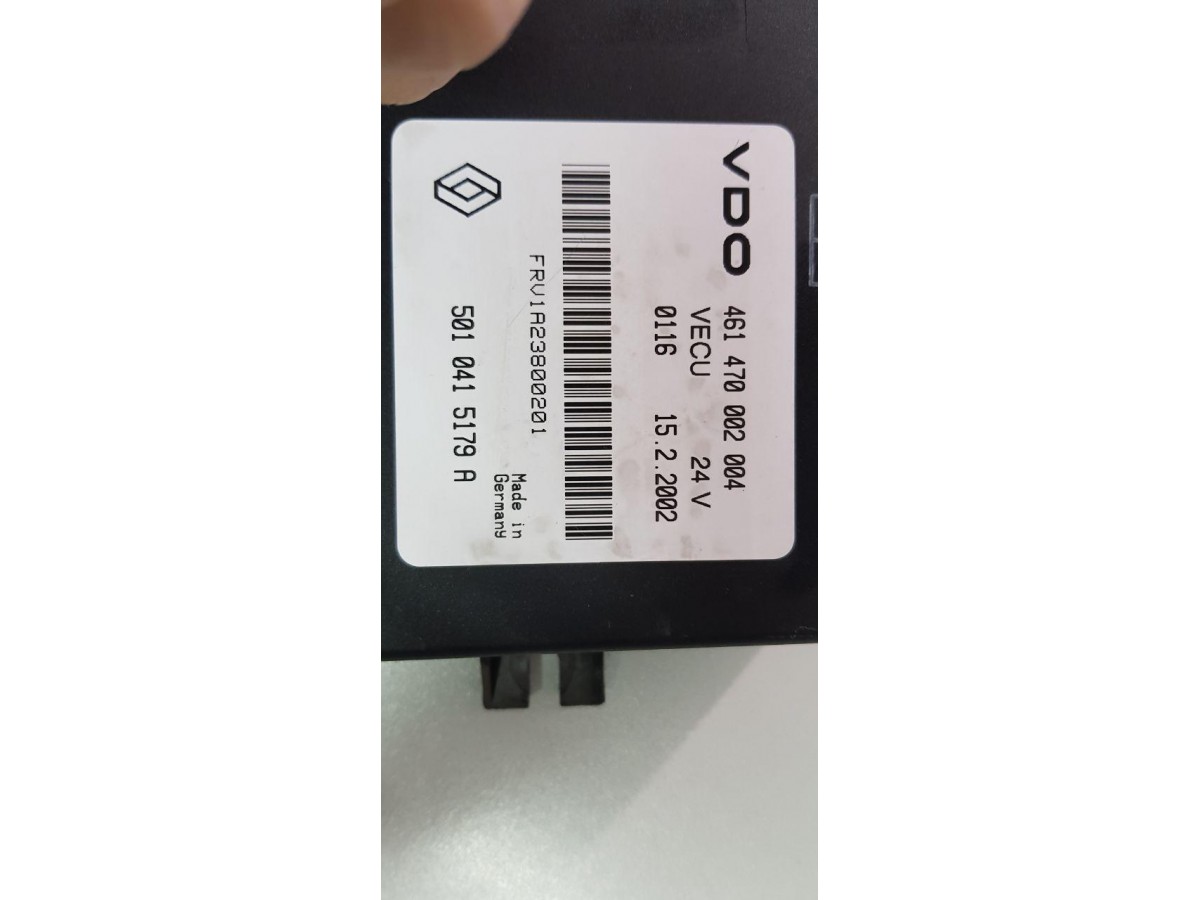 VDO 461 470 002 004
VECU 24 V
0116 15.2.2002
FRV1A23800201
Made in
Germany
501 041 5179 A